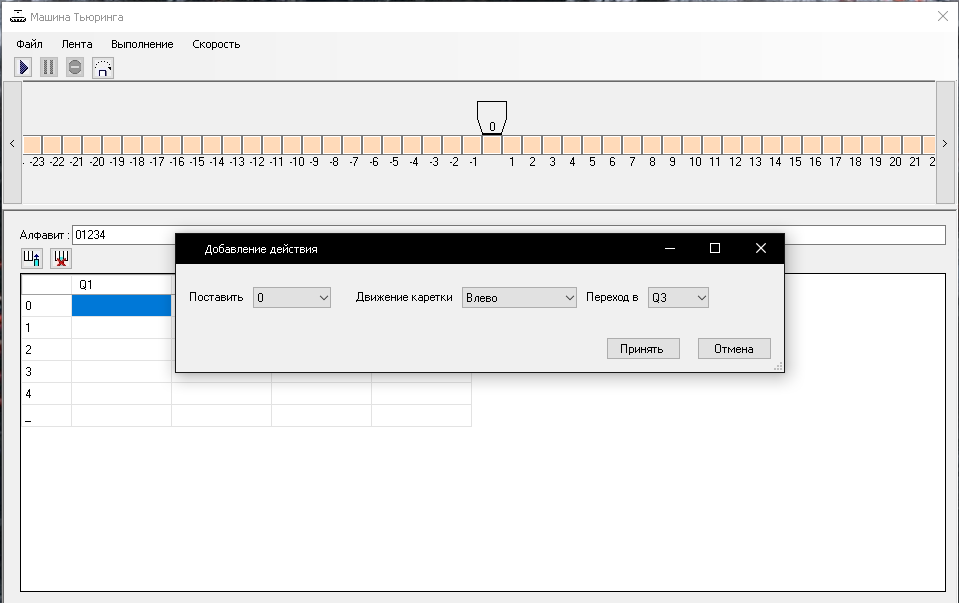 Машина Тьюринга
Файл Лента Выполнение Скорость
0
< >
-23 -22 -21 -20 -19 -18 -17 -16 -15 -14 -13 -12 -11 -10 -9 -8 -7 -6 -5 -4 -3 -2 -1 1 2 3 4 5 6 7 8 9 10 11 12 13 14 15 16 17 18 19 20 21 2
Алфавит : 01234
Добавление действия
Q1
Поставить 0 Движение каретки Влево Переход в Q3
0
1
Принять Отмена
2
3
4
_